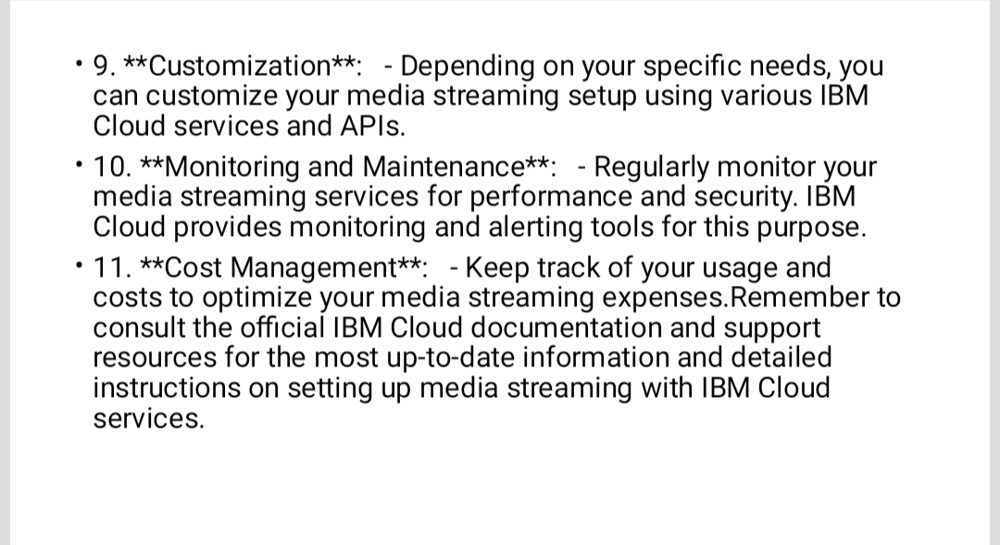 • 9. **Customization**:   - Depending on your specific needs, you
can customize your media streaming setup using various IBM
Cloud services and APIs.
• 10. **Monitoring and Maintenance**:   - Regularly monitor your
media streaming services for performance and security. IBM
Cloud provides monitoring and alerting tools for this purpose.
• 11. **Cost Management**:   - Keep track of your usage and
costs to optimize your media streaming expenses.Remember to
consult the official IBM Cloud documentation and support
resources for the most up-to-date information and detailed
instructions on setting up media streaming with IBM Cloud
services.